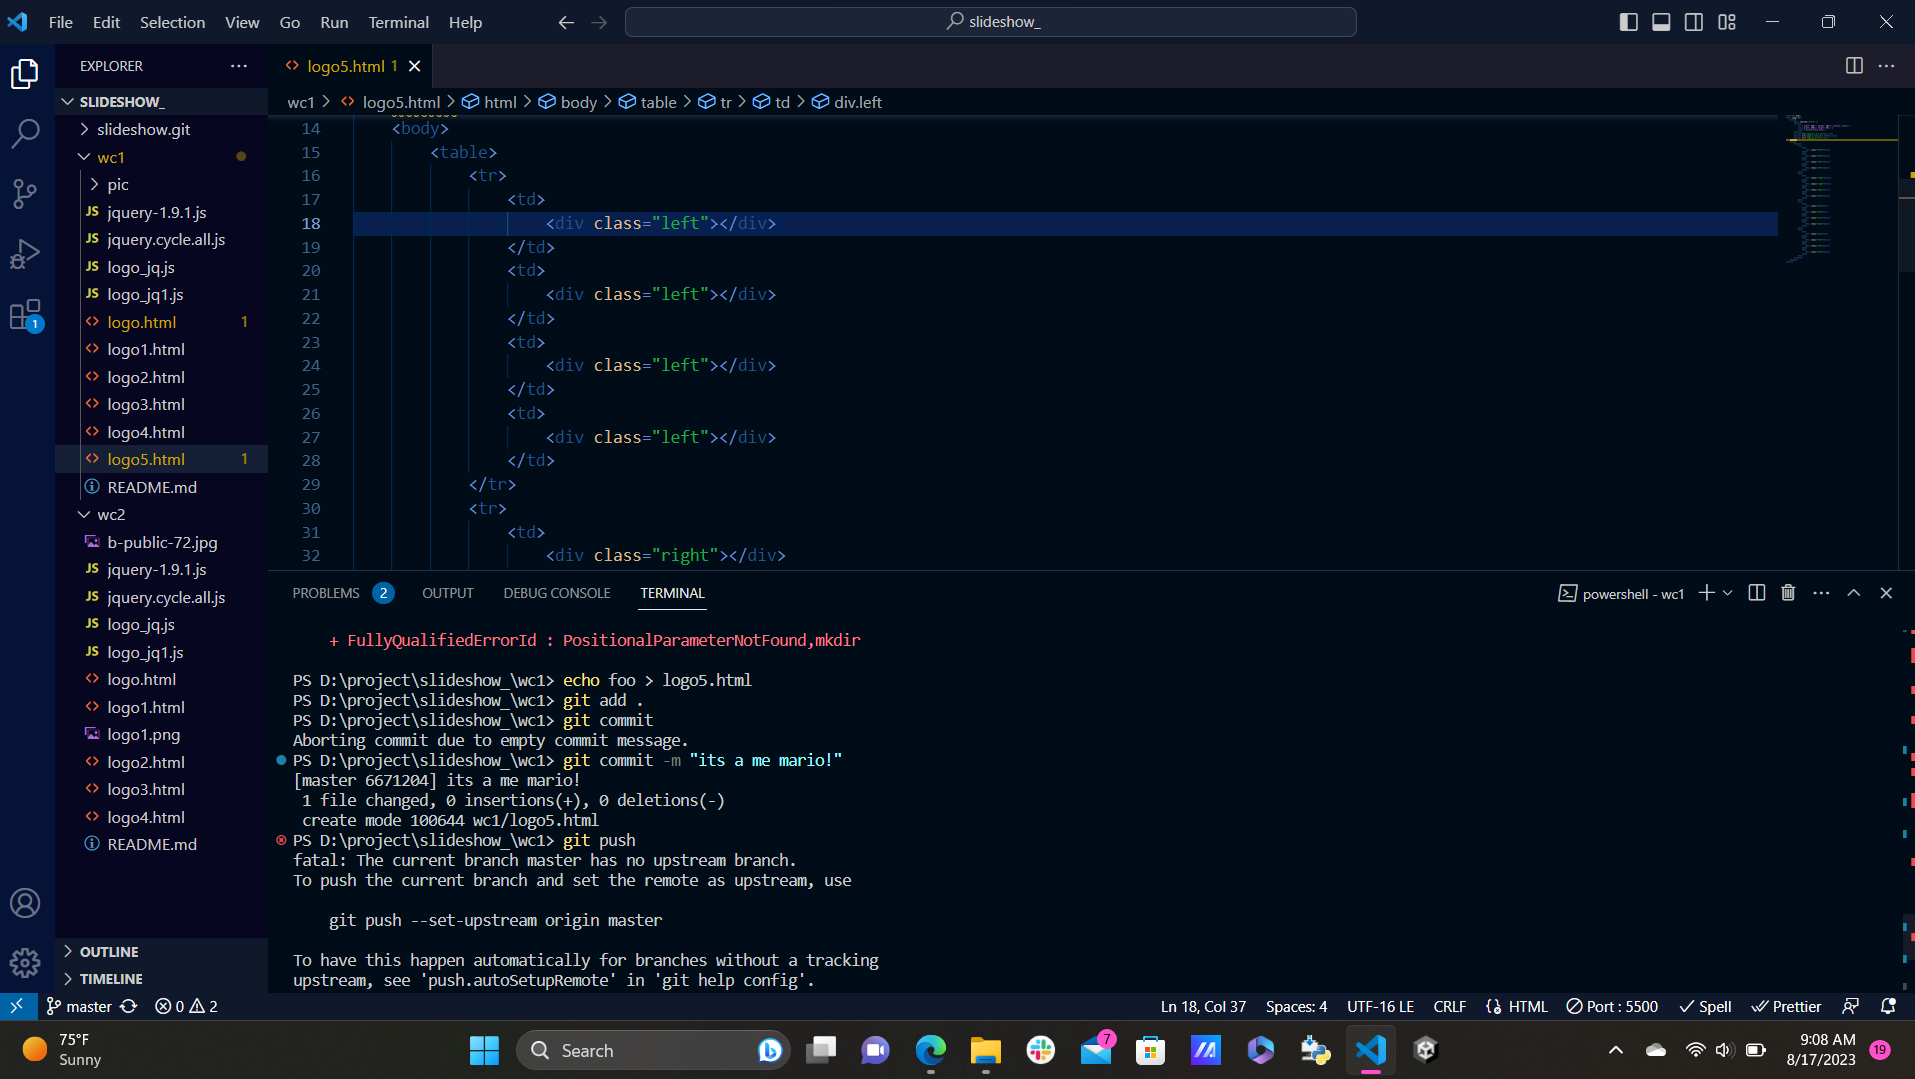 File Edit Selection View Go Run Terminal Help
slideshow_
EXPLORER
logo5.html 1
SLIDESHOW_
wc1 > logo5.html > html > body > table > tr > td > div.left
slideshow.git
wc1
pic
JS jquery-1.9.1.js
JS jquery.cycle.all.js
JS logo_jq.js
JS logo_jq1.js
logo.html 1
logo1.html
logo2.html
logo3.html
logo4.html
logo5.html 1
README.md
wc2
b-public-72.jpg
JS jquery-1.9.1.js
JS jquery.cycle.all.js
JS logo_jq.js
JS logo_jq1.js
logo.html
logo1.html
logo1.png
logo2.html
logo3.html
logo4.html
README.md
OUTLINE
TIMELINE
1
14 <body>
15 <table>
16 <tr>
17 <td>
18 <div class="left"></div>
19 </td>
20 <td>
21 <div class="left"></div>
22 </td>
23 <td>
24 <div class="left"></div>
25 </td>
26 <td>
27 <div class="left"></div>
28 </td>
29 </tr>
30 <tr>
31 <td>
32 <div class="right"></div>
PROBLEMS 2 OUTPUT DEBUG CONSOLE TERMINAL
powershell - wc1
+ FullyQualifiedErrorId : PositionalParameterNotFound,mkdir
PS D:\project\slideshow_\wc1> echo foo > logo5.html
PS D:\project\slideshow_\wc1> git add .
PS D:\project\slideshow_\wc1> git commit
Aborting commit due to empty commit message.
PS D:\project\slideshow_\wc1> git commit -m "its a me mario!"
[master 6671204] its a me mario!
1 file changed, 0 insertions(+), 0 deletions(-)
create mode 100644 wc1/logo5.html
PS D:\project\slideshow_\wc1> git push
fatal: The current branch master has no upstream branch.
To push the current branch and set the remote as upstream, use
git push --set-upstream origin master
To have this happen automatically for branches without a tracking
upstream, see 'push.autoSetupRemote' in 'git help config'.
master 0 2
Ln 18, Col 37 Spaces: 4 UTF-16 LE CRLF HTML Port : 5500 Spell Prettier
75°F
Sunny
Search
7
9:08 AM
8/17/2023
19